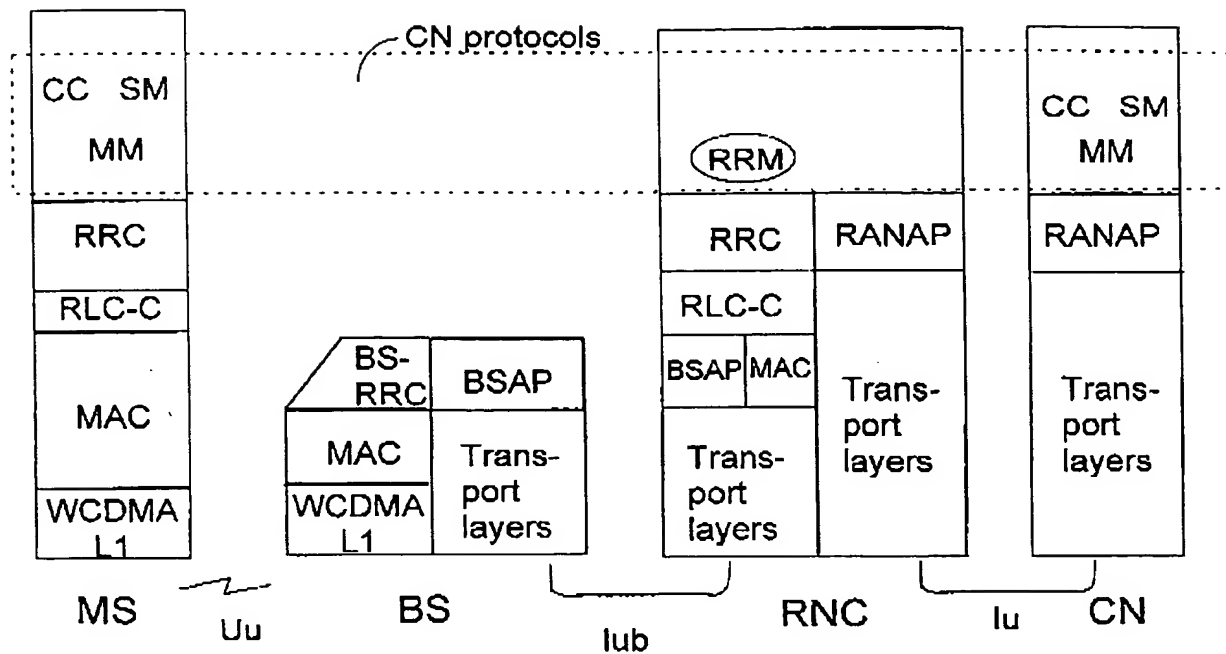 CN protocols
CC SM
MM
RRC
RLC-C
MAC
WCDMA
L1
MS
Uu
BS-
RRC
BSAP
MAC
Trans-
port
layers
WCDMA
L1
BS
Iub
RRM
RRC
RANAP
RLC-C
BSAP
MAC
Trans-
port
layers
Trans-
port
layers
RNC
Iu
CC SM
MM
RANAP
Trans-
port
layers
CN